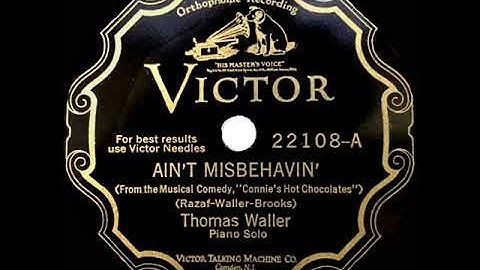 Orthophonic Recording
"HIS MASTER'S VOICE"
VICTOR
For best results
use Victor Needles
22108-A
AIN'T MISBEHAVIN'
(From the Musical Comedy, "Connie's Hot Chocolates")
(Razaf-Waller-Brooks)
Thomas Waller
Piano Solo
VICTOR TALKING MACHINE CO.
Camden, N.J.